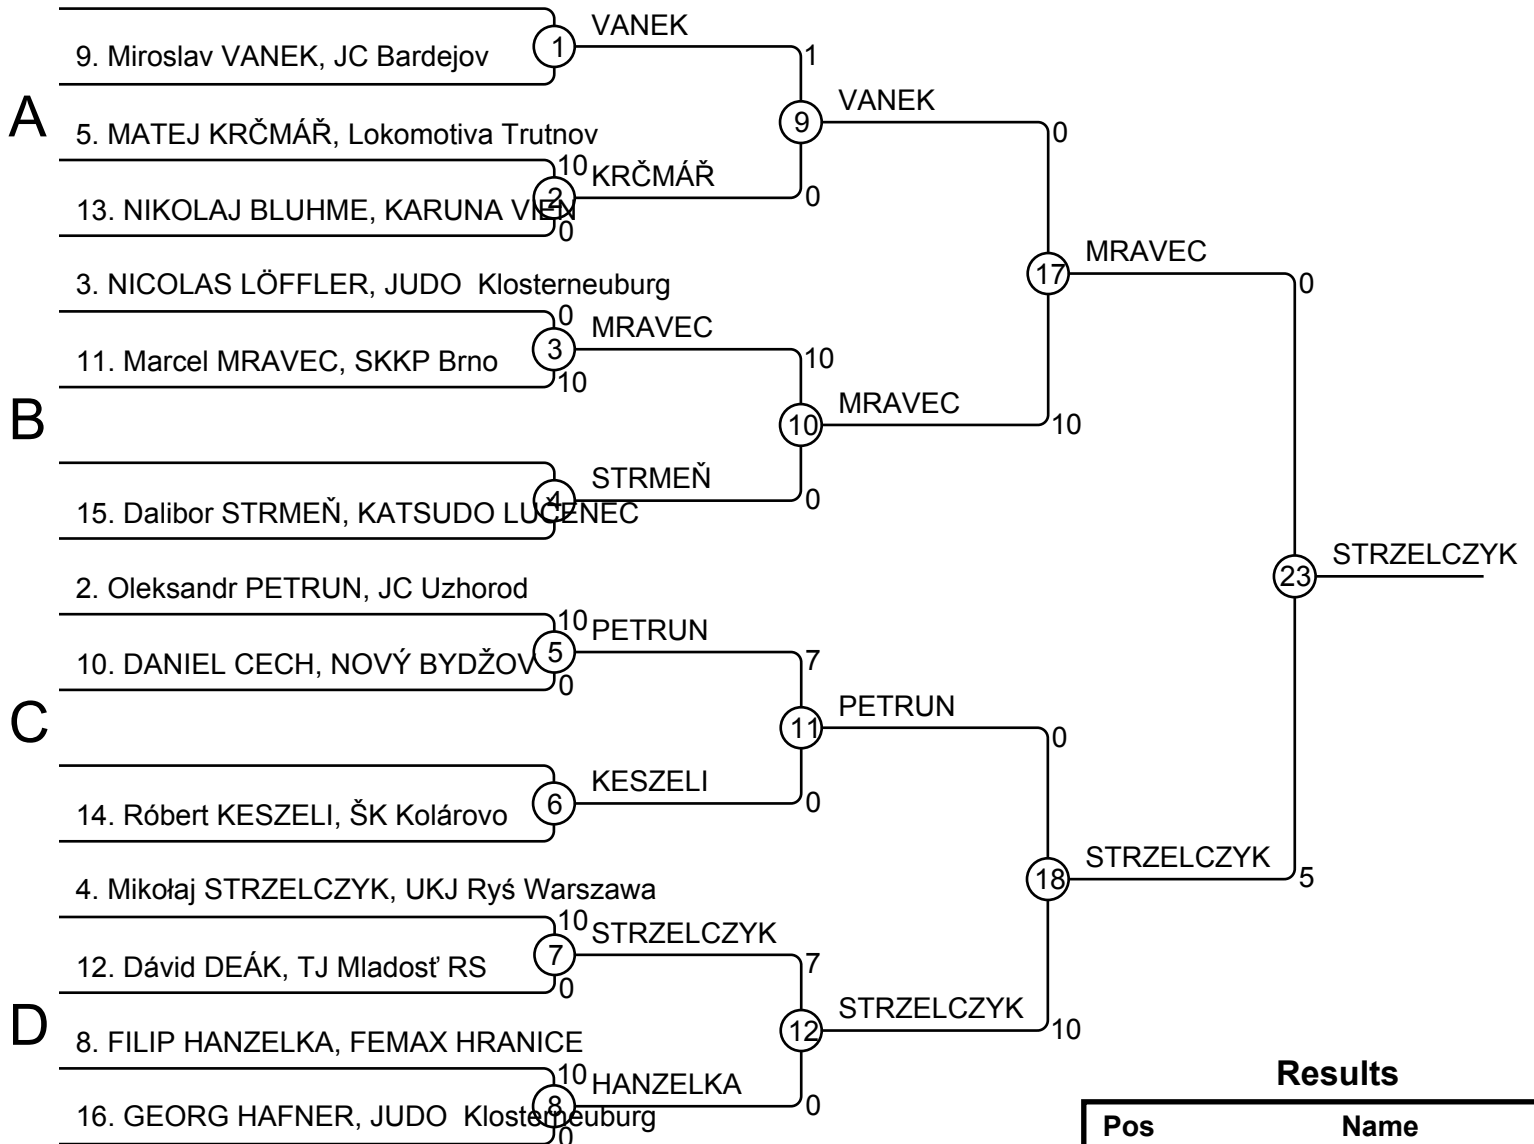 VANEK
9. Miroslav VANEK, JC Bardejov
1
1
A
VANEK
9
0
5. MATEJ KRČMÁŘ, Lokomotiva Trutnov
10
KRČMÁŘ
2
0
13. NIKOLAJ BLUHME, KARUNA VIEN
0
MRAVEC
17
0
3. NICOLAS LÖFFLER, JUDO  Klosterneuburg
0
MRAVEC
3
10
11. Marcel MRAVEC, SKKP Brno
10
B
MRAVEC
10
10
STRMEŇ
4
0
15. Dalibor STRMEŇ, KATSUDO LUČENEC
STRZELCZYK
23
2. Oleksandr PETRUN, JC Uzhorod
10
PETRUN
5
7
10. DANIEL CECH, NOVÝ BYDŽOV
0
C
PETRUN
11
0
KESZELI
6
0
14. Róbert KESZELI, ŠK Kolárovo
STRZELCZYK
18
5
4. Mikołaj STRZELCZYK, UKJ Ryś Warszawa
10
STRZELCZYK
7
7
12. Dávid DEÁK, TJ Mladosť RS
0
D
STRZELCZYK
12
10
8. FILIP HANZELKA, FEMAX HRANICE
10
HANZELKA
8
0
16. GEORG HAFNER, JUDO  Klosterneuburg
0
Results
Pos Name